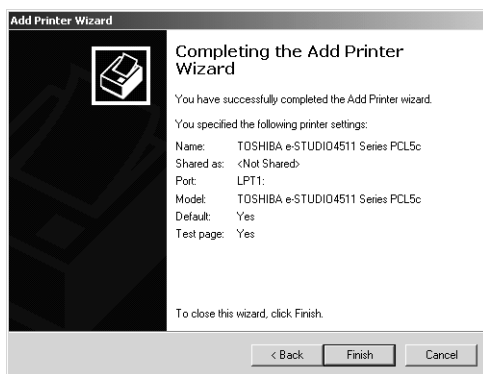 Add Printer Wizard
Completing the Add Printer
Wizard
You have successfully completed the Add Printer wizard.
You specified the following printer settings:
Name: TOSHIBA e-STUDIO4511 Series PCL5c
Shared as: <Not Shared>
Port: LPT1:
Model: TOSHIBA e-STUDIO4511 Series PCL5c
Default: Yes
Test page: Yes
To close this wizard, click Finish.
< Back Finish Cancel